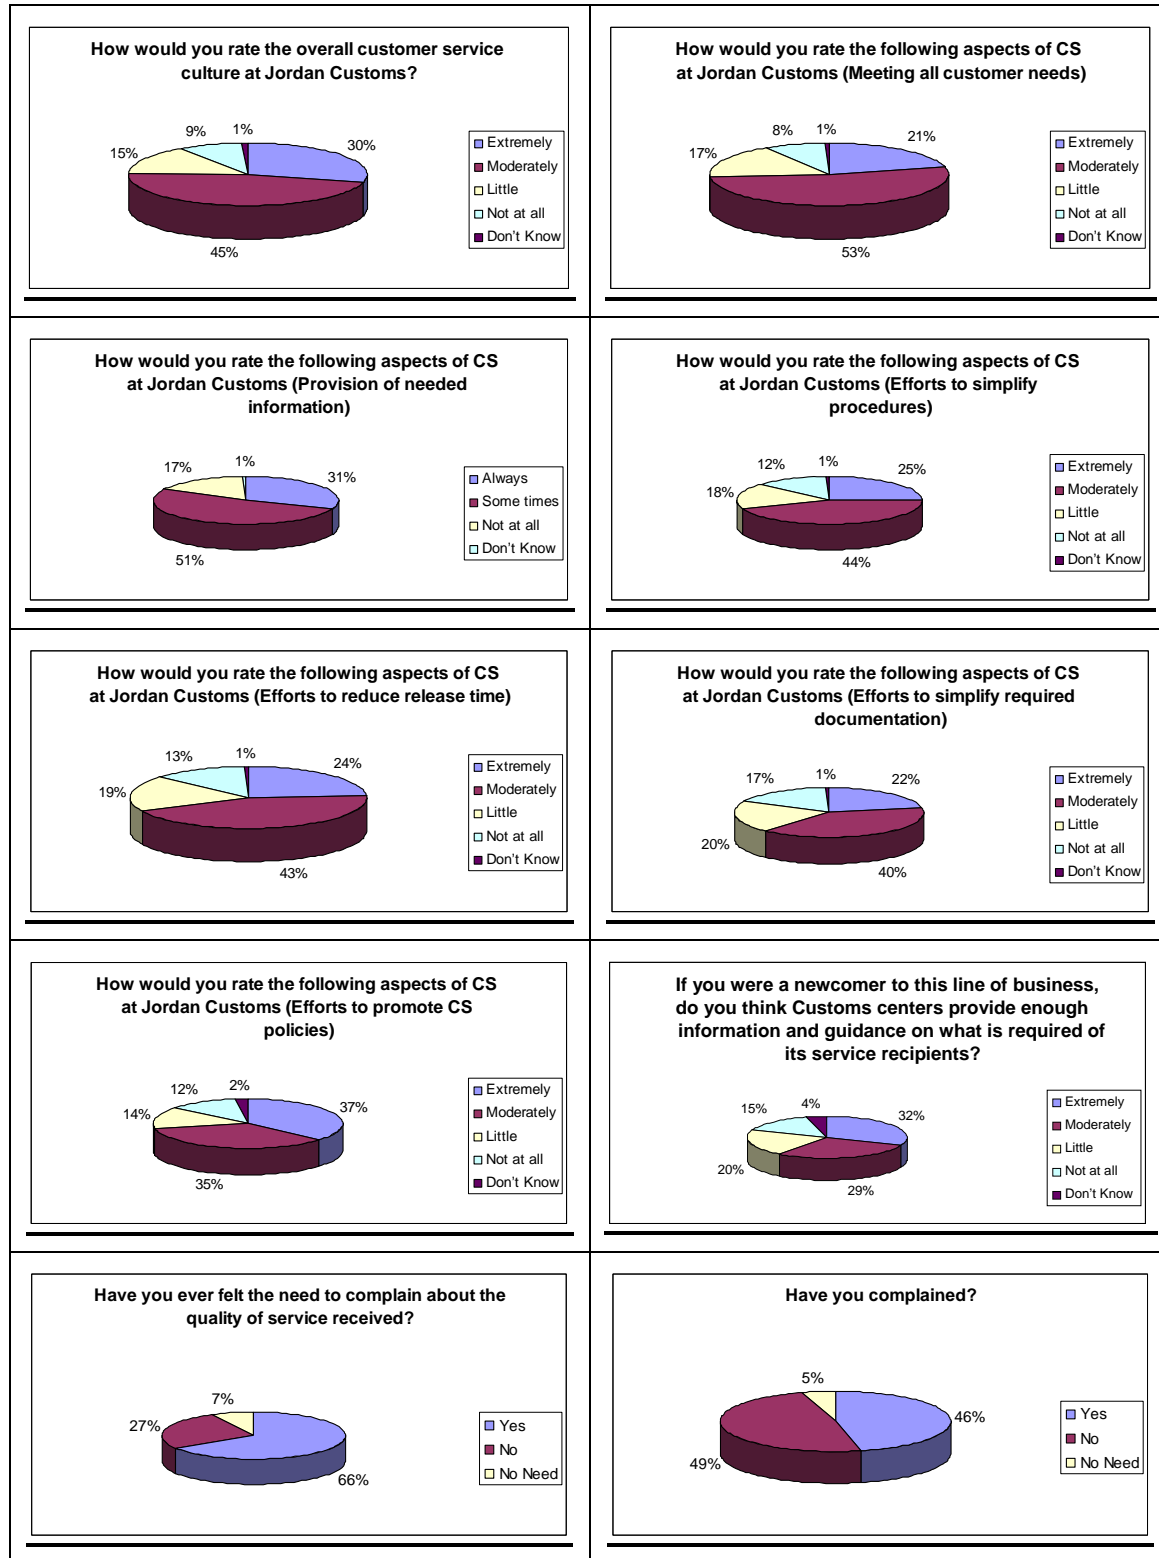 How would you rate the overall customer service
culture at Jordan Customs?
9%
1%
15%
30%
45%
Extremely
Moderately
Little
Not at all
Don't Know
How would you rate the following aspects of CS
at Jordan Customs (Meeting all customer needs)
8%
1%
17%
21%
53%
Extremely
Moderately
Little
Not at all
Don't Know
How would you rate the following aspects of CS
at Jordan Customs (Provision of needed
information)
17%
1%
31%
51%
Always
Some times
Not at all
Don't Know
How would you rate the following aspects of CS
at Jordan Customs (Efforts to simplify
procedures)
12%
1%
25%
18%
44%
Extremely
Moderately
Little
Not at all
Don't Know
How would you rate the following aspects of CS
at Jordan Customs (Efforts to reduce release time)
13%
1%
24%
19%
43%
Extremely
Moderately
Little
Not at all
Don't Know
How would you rate the following aspects of CS
at Jordan Customs (Efforts to simplify required
documentation)
17%
1%
22%
20%
40%
Extremely
Moderately
Little
Not at all
Don't Know
How would you rate the following aspects of CS
at Jordan Customs (Efforts to promote CS
policies)
12%
2%
37%
14%
35%
Extremely
Moderately
Little
Not at all
Don't Know
If you were a newcomer to this line of business,
do you think Customs centers provide enough
information and guidance on what is required of
its service recipients?
15%
4%
32%
20%
29%
Extremely
Moderately
Little
Not at all
Don't Know
Have you ever felt the need to complain about the
quality of service received?
7%
27%
66%
Yes
No
No Need
Have you complained?
5%
46%
49%
Yes
No
No Need